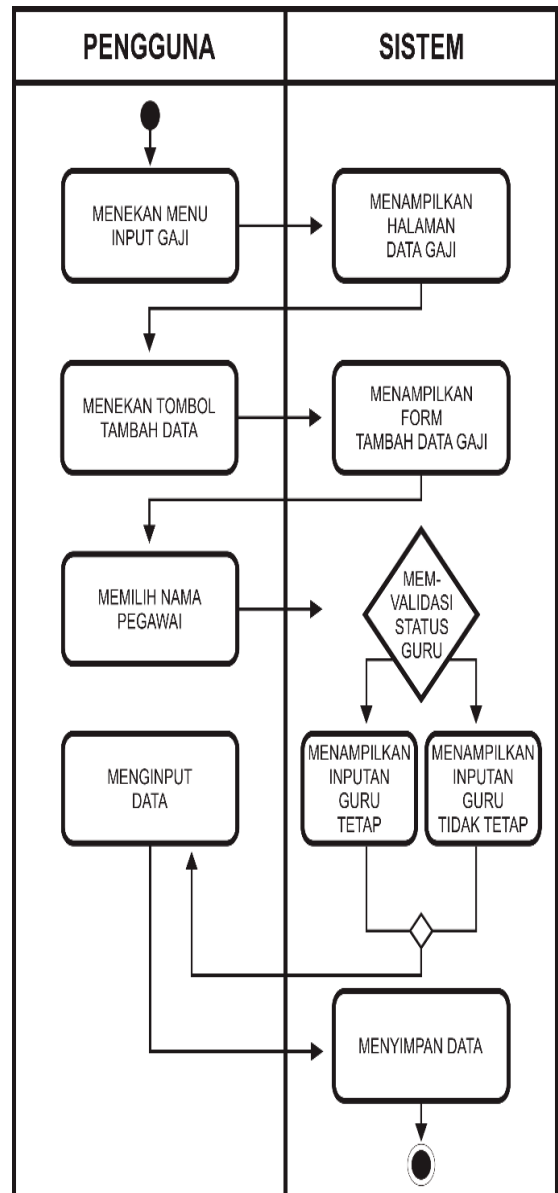 PENGGUNA
SISTEM
MENEKAN MENU
INPUT GAJI
MENAMPILKAN
HALAMAN
DATA GAJI
MENEKAN TOMBOL
TAMBAH DATA
MENAMPILKAN
FORM
TAMBAH DATA GAJI
MEMILIH NAMA
PEGAWAI
MEM-
VALIDASI
STATUS
GURU
MENAMPILKAN
INPUTAN
GURU
TETAP
MENAMPILKAN
INPUTAN
GURU
TIDAK TETAP
MENGINPUT
DATA
MENYIMPAN DATA